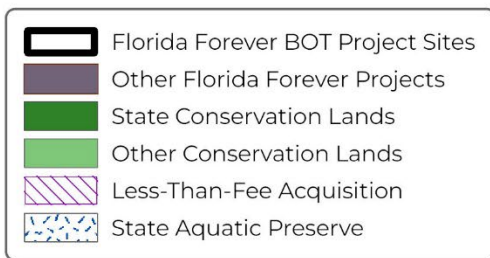 Florida Forever BOT Project Sites
Other Florida Forever Projects
State Conservation Lands
Other Conservation Lands
Less-Than-Fee Acquisition
State Aquatic Preserve